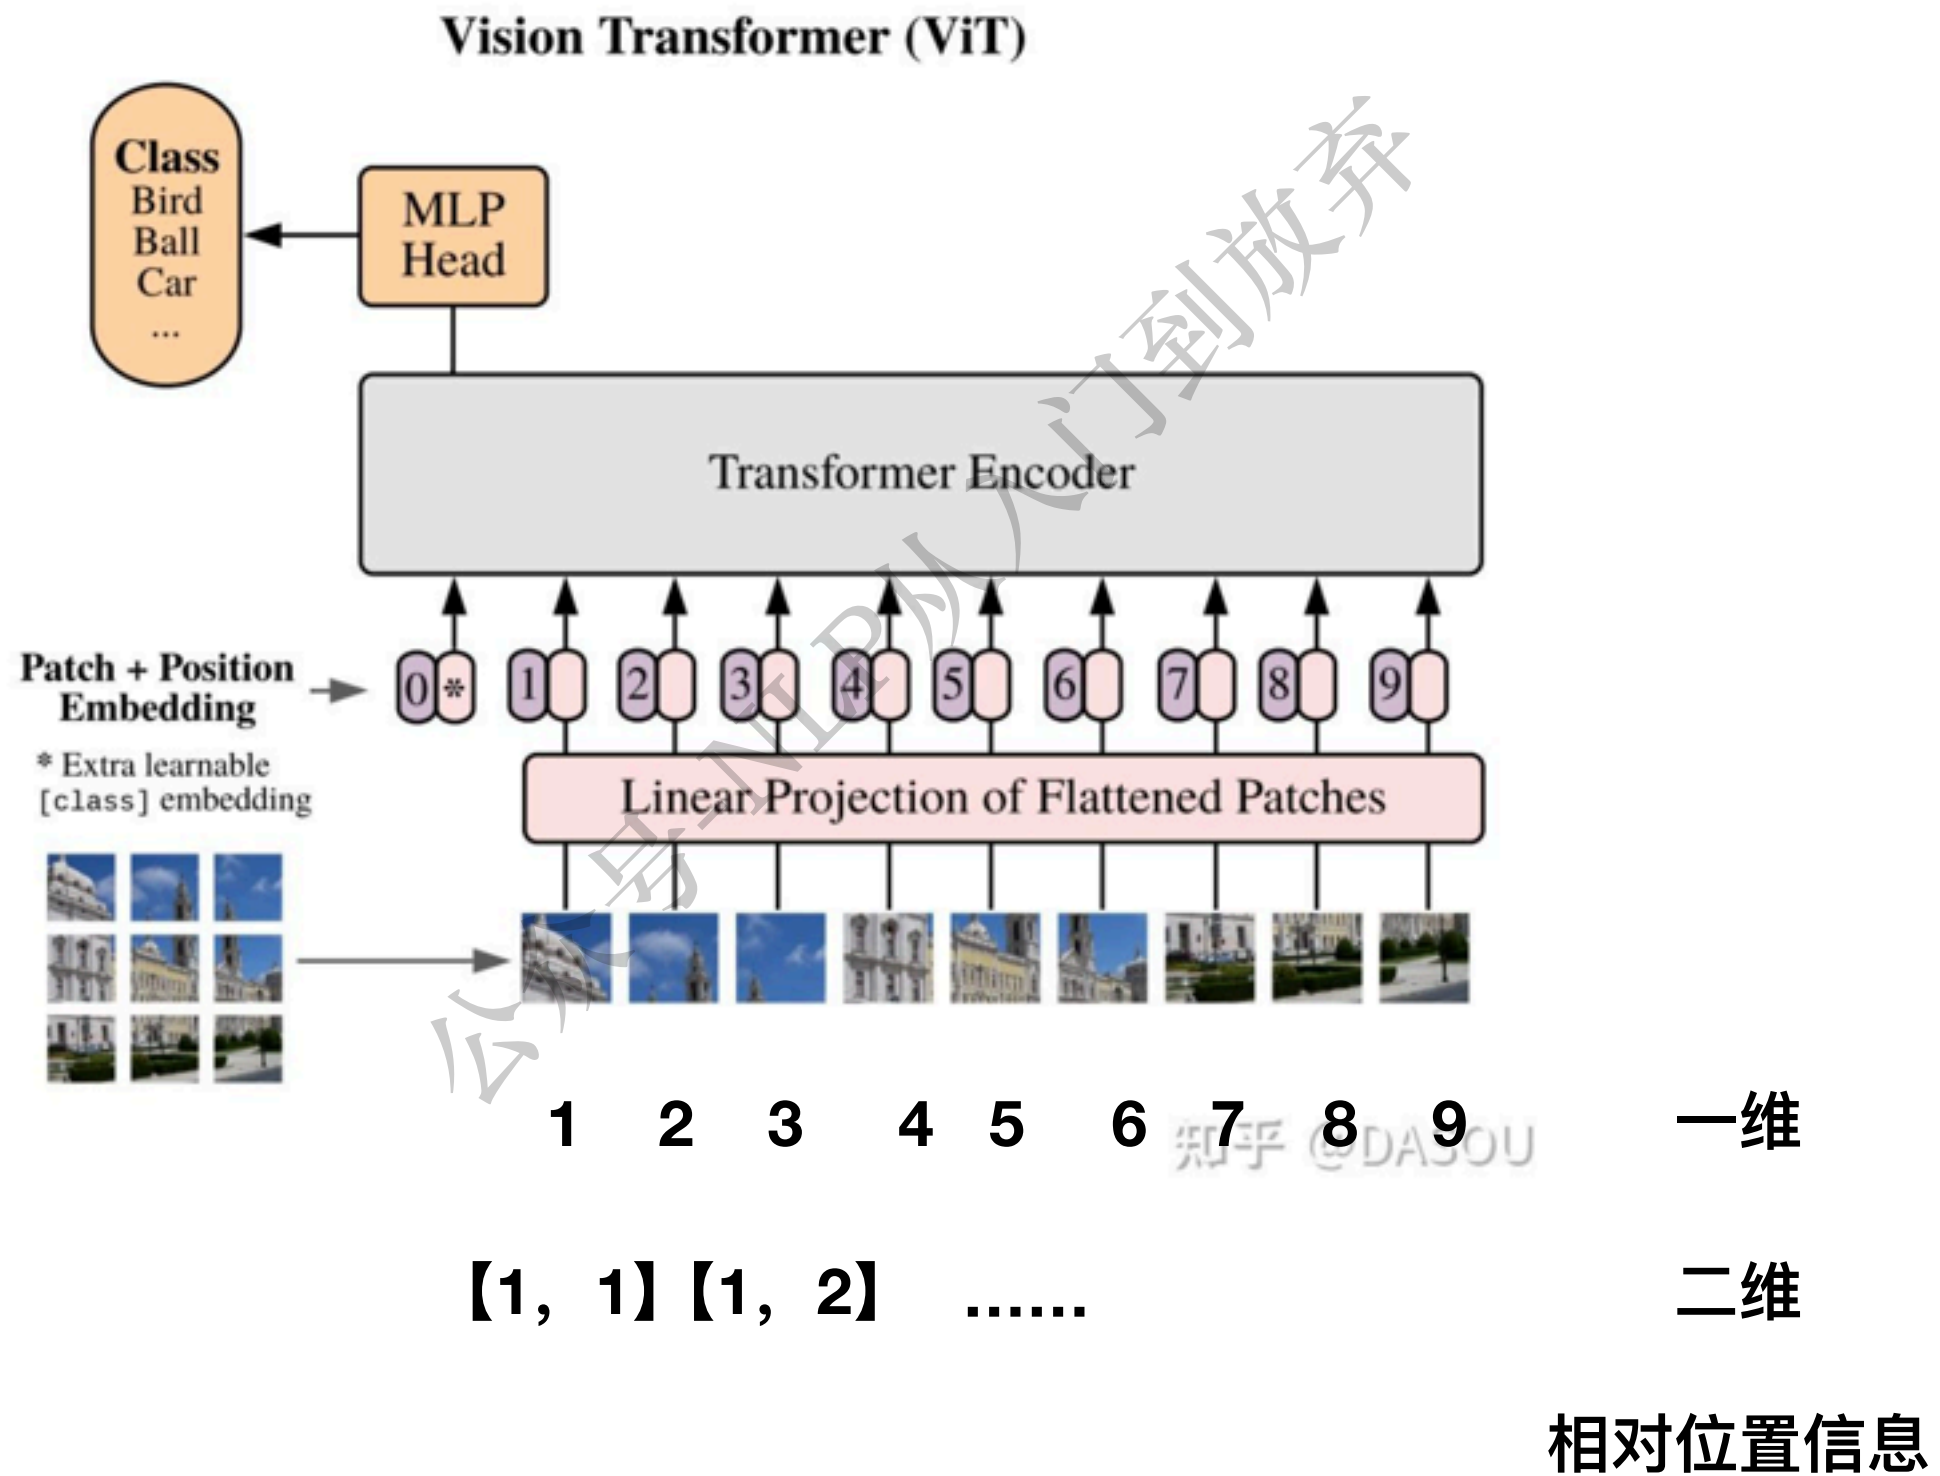 Vision Transformer (ViT)
Class
Bird
Ball
Car
...
MLP
Head
Transformer Encoder
Patch + Position
Embedding
0 * 1 2 3 4 5 6 7 8 9
* Extra learnable
[class] embedding
Linear Projection of Flattened Patches
公众号-NLP从入门到放弃
1 2 3 4 5 6 7 8 9 一维
知乎 @DASOU
【1，1】【1，2】 ...... 二维
相对位置信息